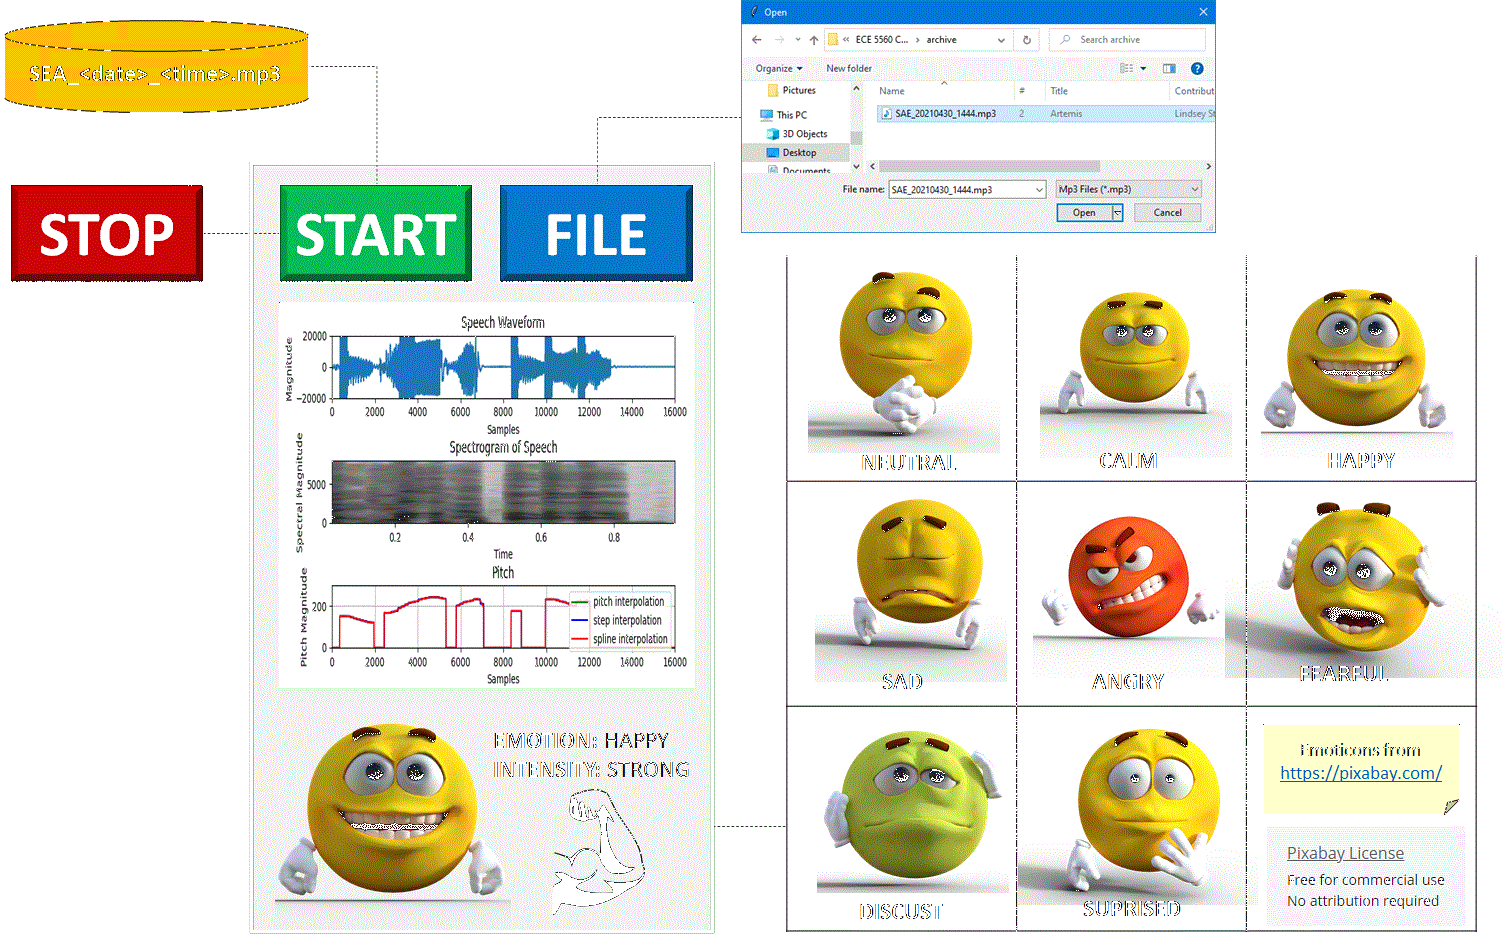 SEA_<date>_<time>.mp3
STOP
START
FILE
Open
ECE 5560 C...
archive
Search archive
Organize
New folder
Pictures
This PC
3D Objects
Desktop
Documents
Name
#
Title
Contribut
SAE_20210430_1444.mp3
2
Artemis
Lindsey St
File name:
SAE_20210430_1444.mp3
Mp3 Files (*.mp3)
Open
Cancel
Speech Waveform
Magnitude
20000
0
−20000
0 2000 4000 6000 8000 10000 12000 14000 16000
Samples
Spectrogram of Speech
Spectral Magnitude
5000
0
0.2 0.4 0.6 0.8
Time
Pitch
Pitch Magnitude
200
0
pitch interpolation
step interpolation
spline interpolation
0 2000 4000 6000 8000 10000 12000 14000 16000
Samples
EMOTION: HAPPY
INTENSITY: STRONG
NEUTRAL
CALM
HAPPY
SAD
ANGRY
FEARFUL
DISCUST
SUPRISED
Emoticons from
https://pixabay.com/
Pixabay License
Free for commercial use
No attribution required